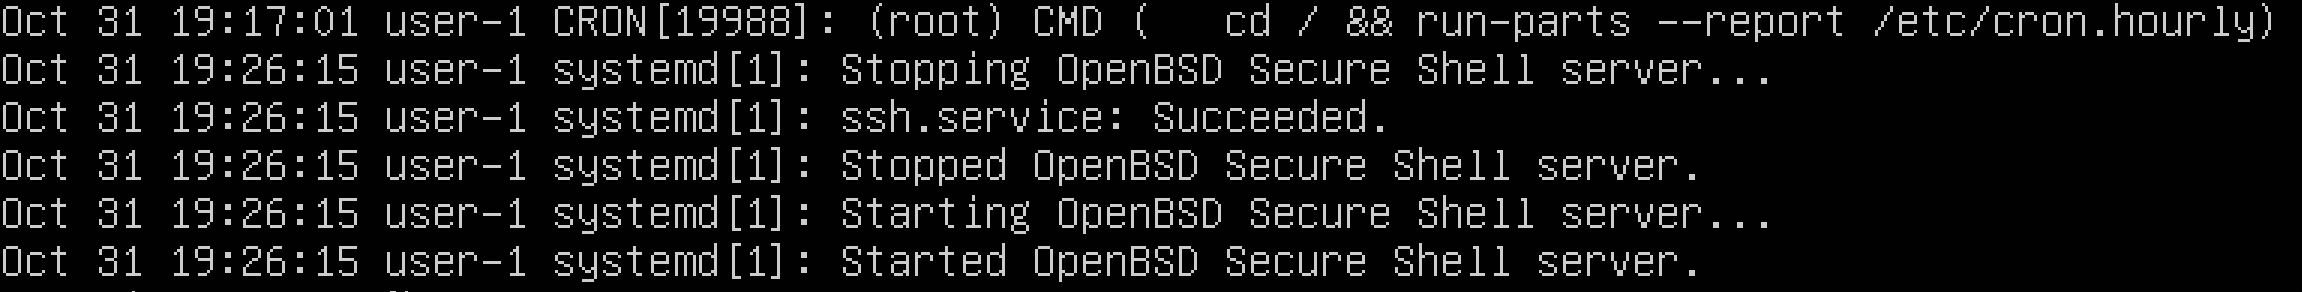 Oct 31 19:17:01 user-1 CRON[19988]: (root) CMD (   cd / && run-parts --report /etc/cron.hourly)
Oct 31 19:26:15 user-1 systemd[1]: Stopping OpenBSD Secure Shell server...
Oct 31 19:26:15 user-1 systemd[1]: ssh.service: Succeeded.
Oct 31 19:26:15 user-1 systemd[1]: Stopped OpenBSD Secure Shell server.
Oct 31 19:26:15 user-1 systemd[1]: Starting OpenBSD Secure Shell server...
Oct 31 19:26:15 user-1 systemd[1]: Started OpenBSD Secure Shell server.